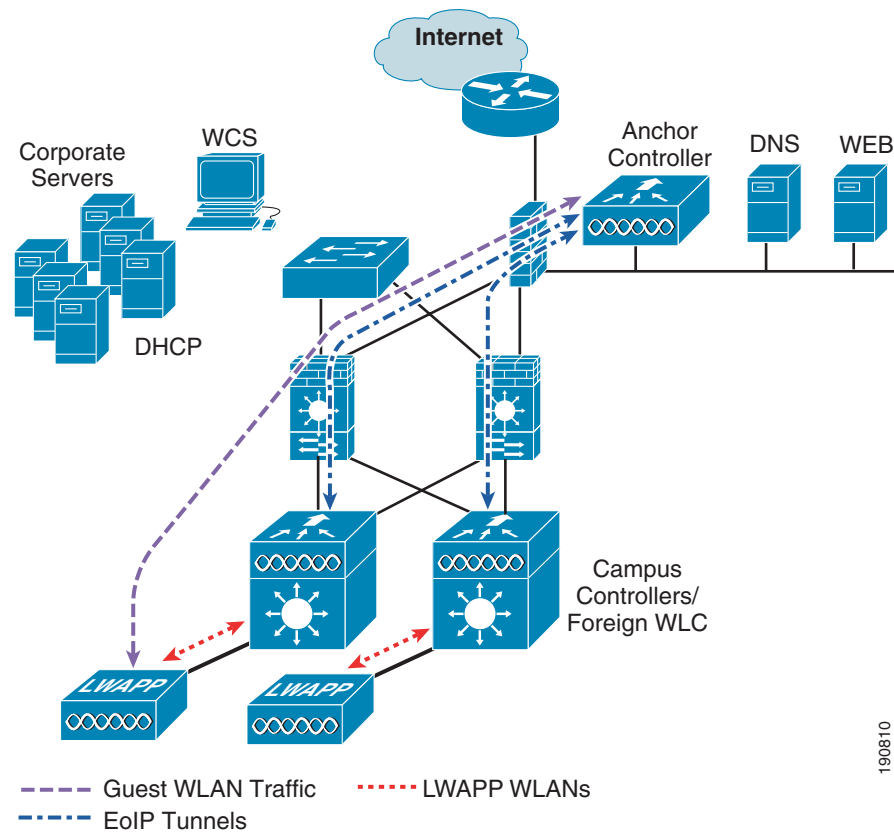 Internet
WCS
Corporate
Servers
DHCP
Anchor
Controller
DNS
WEB
Campus
Controllers/
Foreign WLC
LWAPP
LWAPP
190810
Guest WLAN Traffic
LWAPP WLANs
EoIP Tunnels